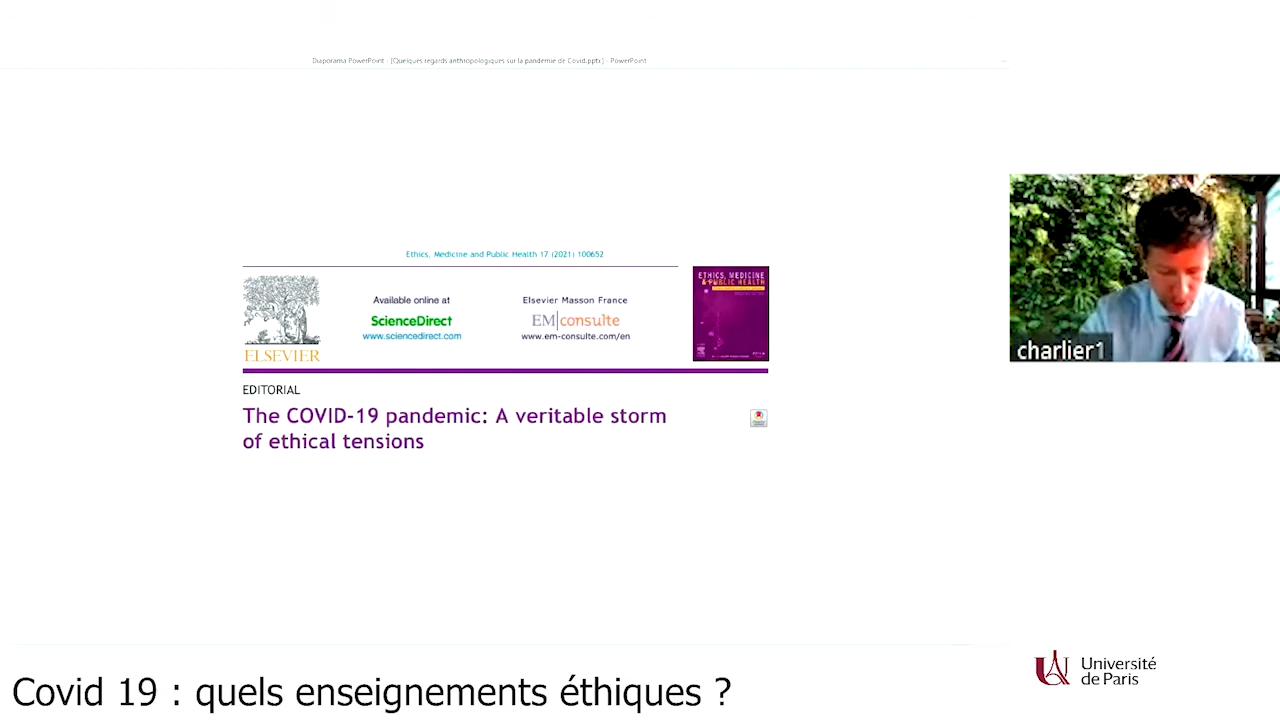 Diaporama PowerPoint - [Quelques regards anthropologiques sur la pandemie de Covid.pptx] - PowerPoint
Ethics, Medicine and Public Health 17 (2021) 100652
Available online at
ScienceDirect
www.sciencedirect.com
Elsevier Masson France
EM|consulte
www.em-consulte.com/en
ELSEVIER
ETHICS, MEDICINE
& PUBLIC HEALTH
EDITORIAL
The COVID-19 pandemic: A veritable storm
of ethical tensions
charlier1
Covid 19 : quels enseignements éthiques ?
Université
de Paris